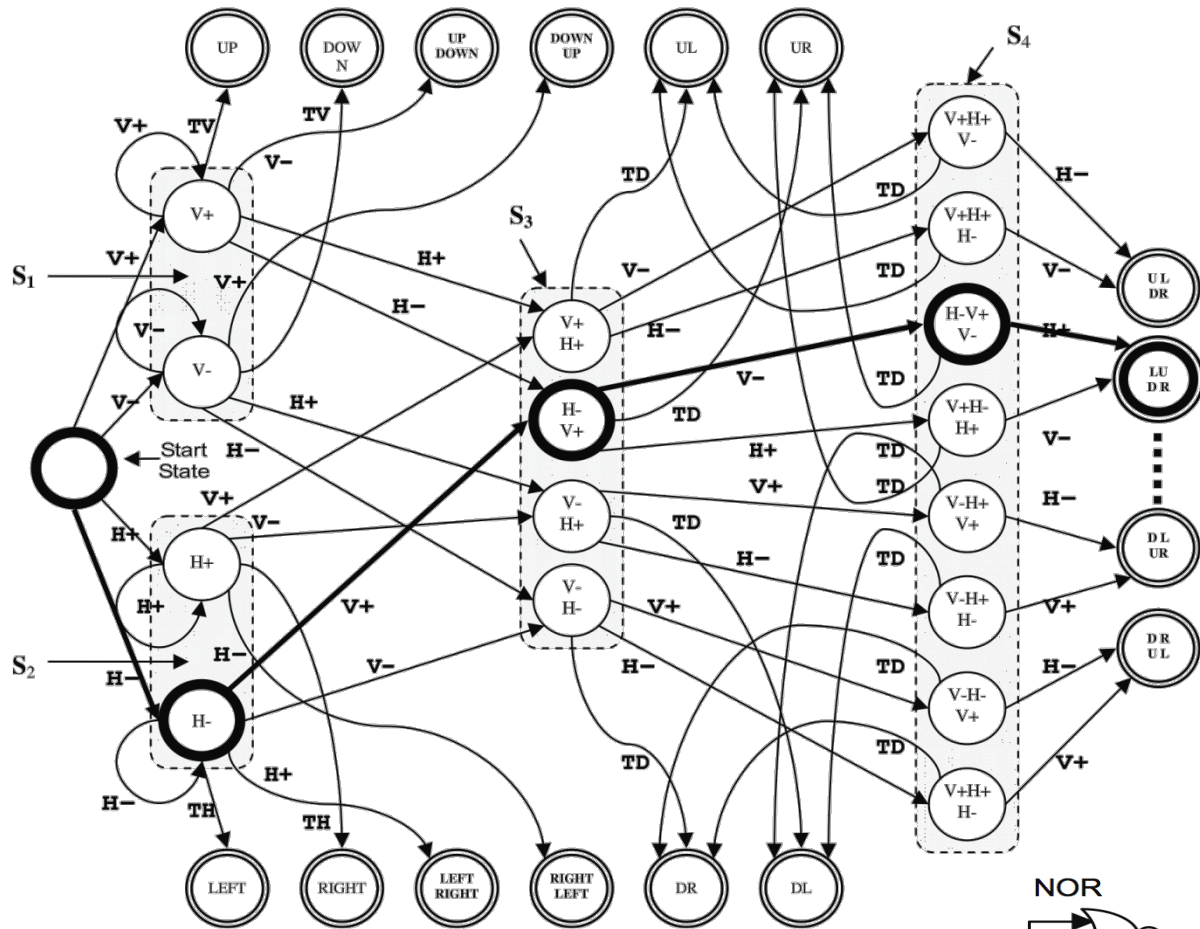 UP
DOW
N
UP
DOWN
DOWN
UP
UL
UR
S4
V+
TV
TV
V-
V+H+
V-
H-
TD
TD
V+
S3
V+H+
H-
V+
H+
V-
TD
V-
S1
V+
UL
DR
H-
V+
H+
H-
H-V+
V-
H+
V-
V-
V-
TD
LU
DR
V-
H+
H-
V+
TD
V+H-
H+
V-
Start
State
H-
H+
TD
V+
V+
TD
H-
V-
V-
H+
TD
V-H+
V+
H+
H+
H-
TD
DL
UR
H+
V+
V-
H-
V+
V-H+
H-
V+
H-
S2
V-
H-
TD
H-
DR
UL
H-
H-
V-H-
V+
TD
V+
H+
TD
V+H+
H-
H-
TH
TH
LEFT
RIGHT
LEFT
RIGHT
RIGHT
LEFT
DR
DL
NOR